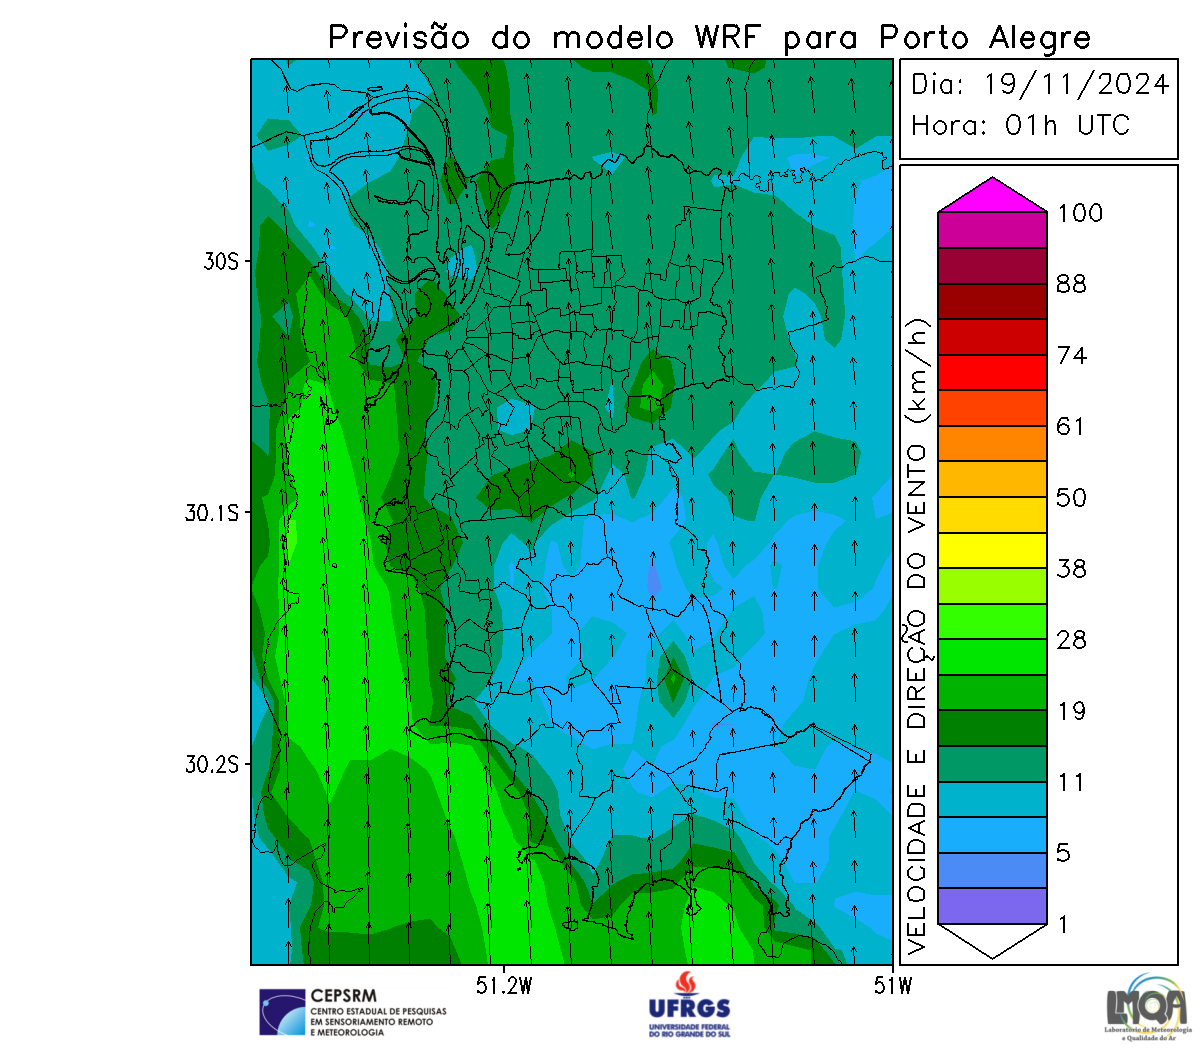 Previsão do modelo WRF para Porto Alegre
Dia: 19/11/2024
Hora: 01h UTC
100
88
74
61
50
38
28
19
11
5
1
VELOCIDADE E DIREÇÃO DO VENTO (km/h)
30S
30.1S
30.2S
51.2W
51W
CEPSRM
CENTRO ESTADUAL DE PESQUISAS
EM SENSORIAMENTO REMOTO
E METEOROLOGIA
UFRGS
UNIVERSIDADE FEDERAL
DO RIO GRANDE DO SUL
LMQA
Laboratório de Meteorologia
e Qualidade do Ar